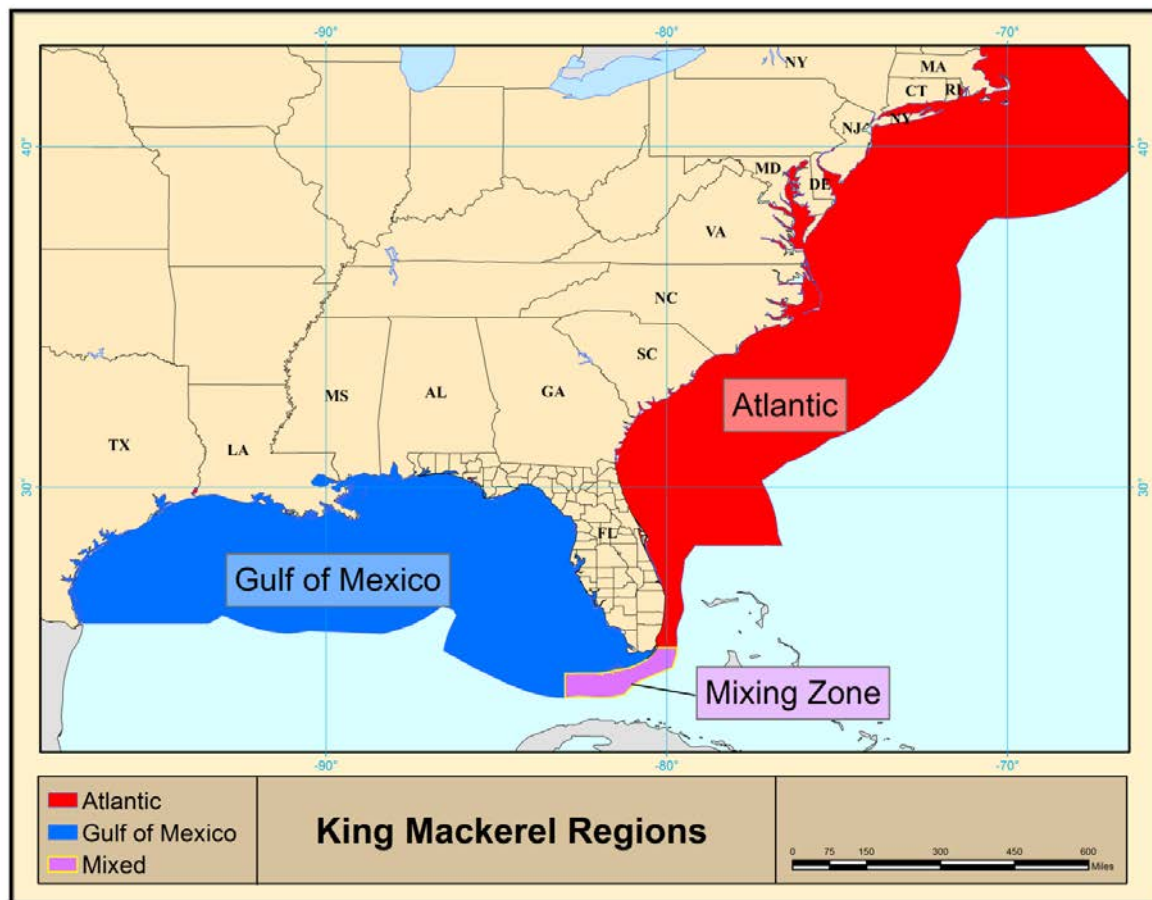 -90° -80° -70°
NY
MA
CT RI
NY
NJ
40° 40°
MD
DE
VA
NC
SC
MS AL GA
Atlantic
TX
LA
30° 30°
FL
Gulf of Mexico
Mixing Zone
-90° -80° -70°
Atlantic
Gulf of Mexico
Mixed
King Mackerel Regions
0 75 150 300 450 600
Miles